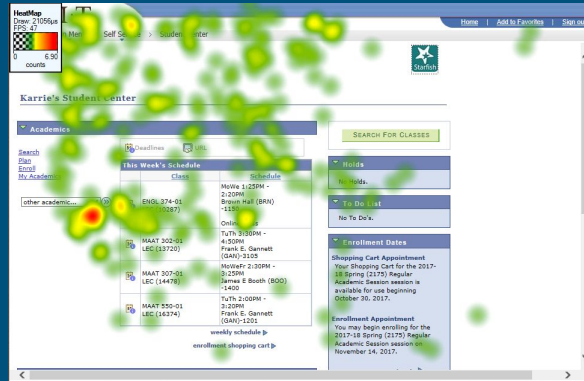 HeatMap
Draw: 21056µs
FPS: 47
0 6.90
counts
Home | Add to Favorites | Sign ou
Self Service > Student Center
Starfish
Karrie's Student Center
Academics
SEARCH FOR CLASSES
Deadlines URL
Search
Plan
Enroll
My Academics
This Week's Schedule
Class Schedule
Holds
No Holds.
other academic...
ENGL 374-01
MoWe 1:25PM -
2:20PM
Brown Hall (BRN)
To Do List
No To Do's.
MAAT 302-01
LEC (13720)
TuTh 3:30PM -
4:50PM
Frank E. Gannett
(GAN)-3105
Enrollment Dates
MAAT 307-01
LEC (14478)
MoWeFr 2:30PM -
3:25PM
James E Booth (BOO)
-1400
Shopping Cart Appointment
Your Shopping Cart for the 2017-
18 Spring (2175) Regular
Academic Session session is
available for use beginning
October 30, 2017.
MAAT 550-01
LEC (16374)
TuTh 2:00PM -
3:20PM
Frank E. Gannett
(GAN)-1201
weekly schedule
enrollment shopping cart
Enrollment Appointment
You may begin enrolling for the
2017-18 Spring (2175) Regular
Academic Session session on
November 14, 2017.